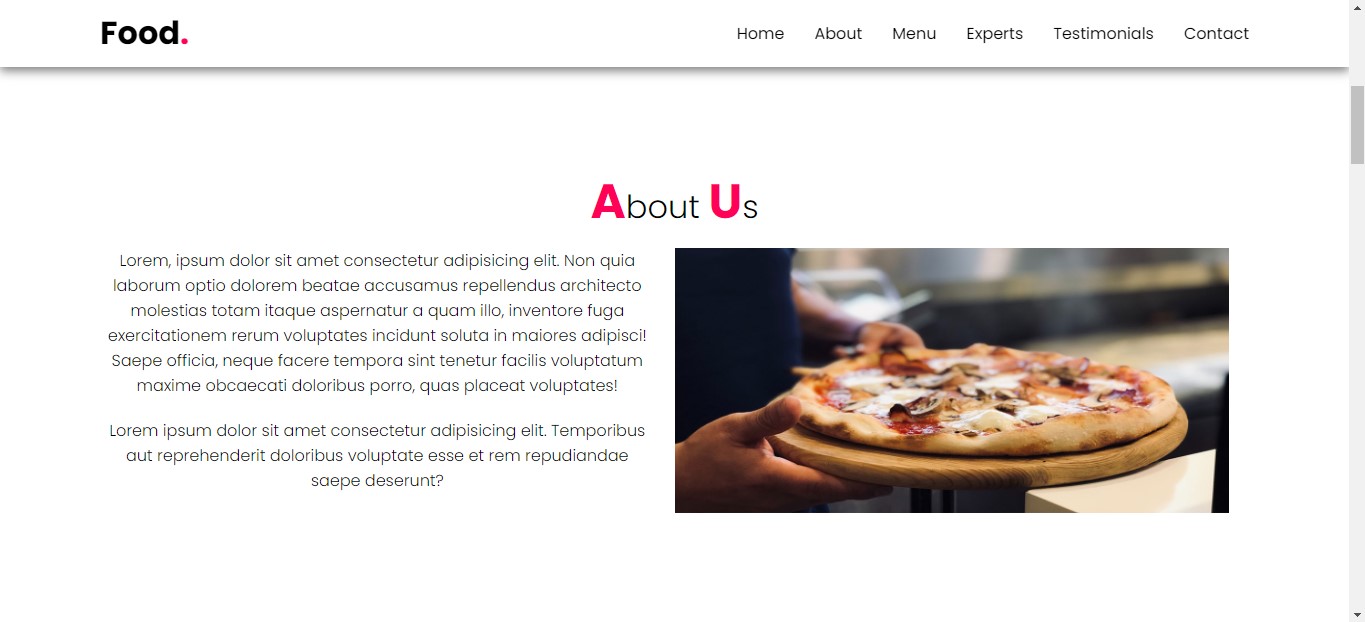 Food.
Home About Menu Experts Testimonials Contact
About Us
Lorem, ipsum dolor sit amet consectetur adipisicing elit. Non quia
laborum optio dolorem beatae accusamus repellendus architecto
molestias totam itaque aspernatur a quam illo, inventore fuga
exercitationem rerum voluptates incidunt soluta in maiores adipisci!
Saepe officia, neque facere tempora sint tenetur facilis voluptatum
maxime obcaecati doloribus porro, quas placeat voluptates!
Lorem ipsum dolor sit amet consectetur adipisicing elit. Temporibus
aut reprehenderit doloribus voluptate esse et rem repudiandae
saepe deserunt?